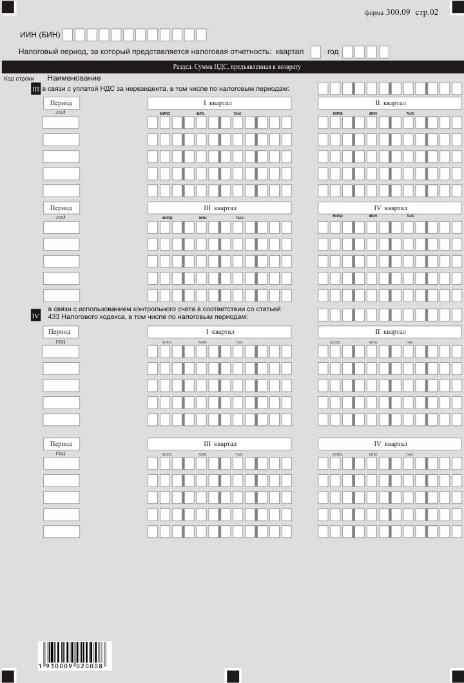 форма 300.09 стр.02
ИИН (БИН)
Налоговый период, за который представляется налоговая отчетность: квартал год
Раздел. Сумма НДС, предъявленная к возврату
Код строки Наименование
III в связи с уплатой НДС за нерезидента, в том числе по налоговым периодам:
Период I квартал II квартал
год млрд млн тыс млрд млн тыс
Период III квартал IV квартал
год млрд млн тыс млрд млн тыс
IV в связи с использованием контрольного счета в соответствии со статьей
433 Налогового кодекса, в том числе по налоговым периодам:
Период I квартал II квартал
год млрд млн тыс млрд млн тыс
Период III квартал IV квартал
год млрд млн тыс млрд млн тыс
1 930009 020008